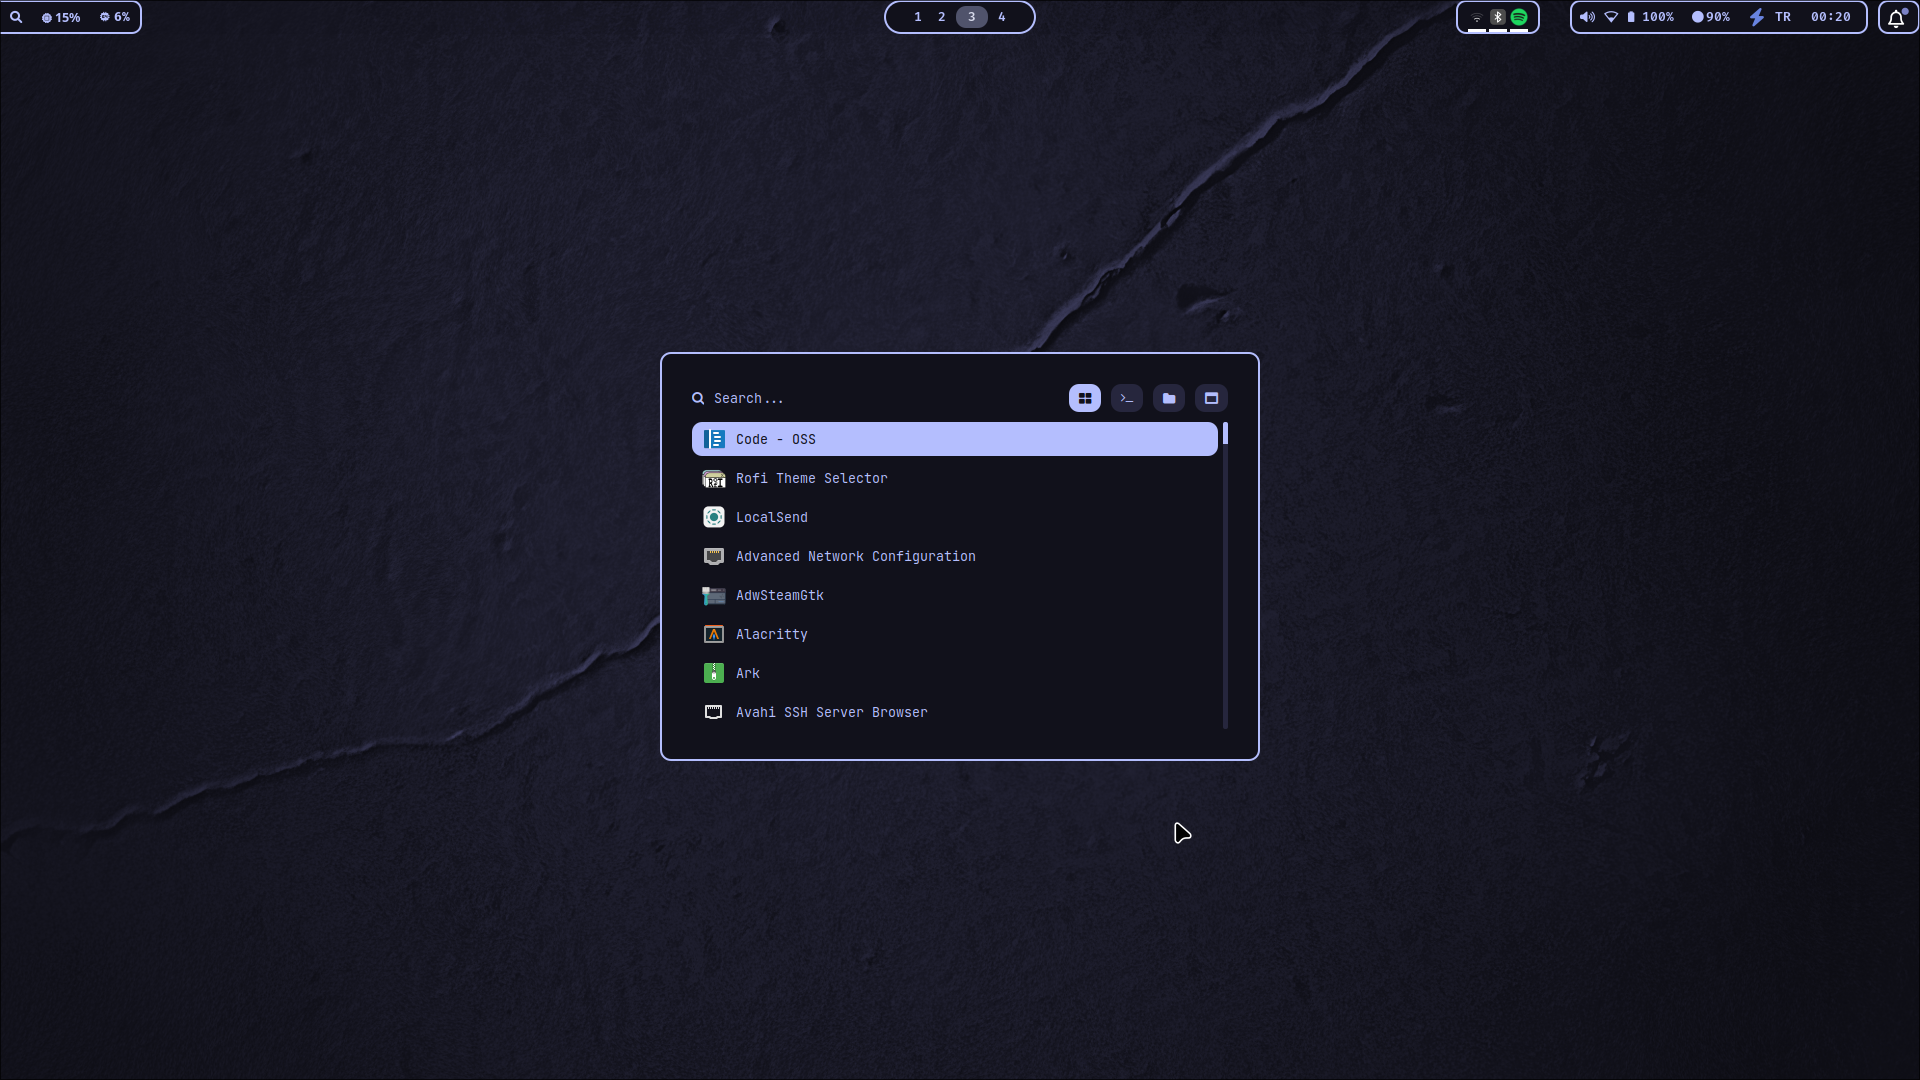 15% 6% 1 2 3 4 100% 90% TR 00:20
Search...
Code - OSS
Rofi Theme Selector
LocalSend
Advanced Network Configuration
AdwSteamGtk
Alacritty
Ark
Avahi SSH Server Browser